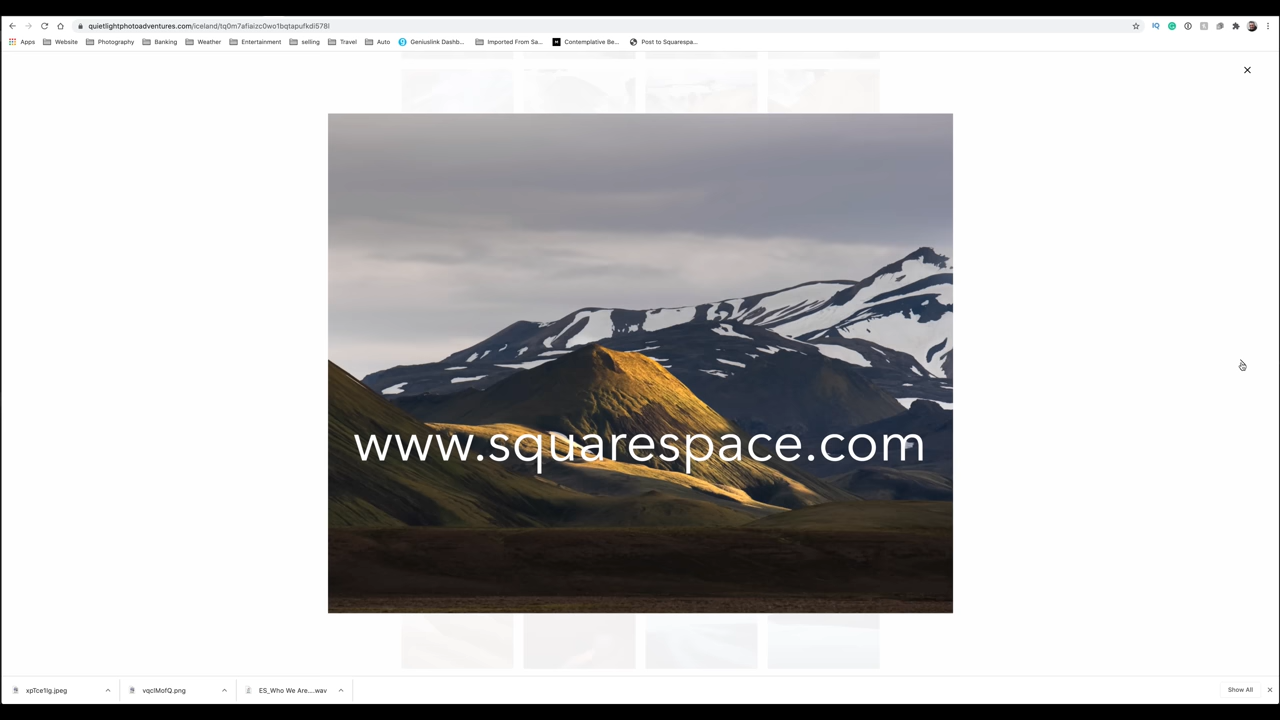 quietlightphotoadventures.com/iceland/tq0m7afiaizc0wo1bqtapufkdi578l
Apps Website Photography Banking Weather Entertainment selling Travel Auto Geniuslink Dashb... Imported From Sa... Contemplative Be... Post to Squarespa...
www.squarespace.com
xpTce1Ig.jpeg vqclMofQ.png ES_Who We Are....wav Show All